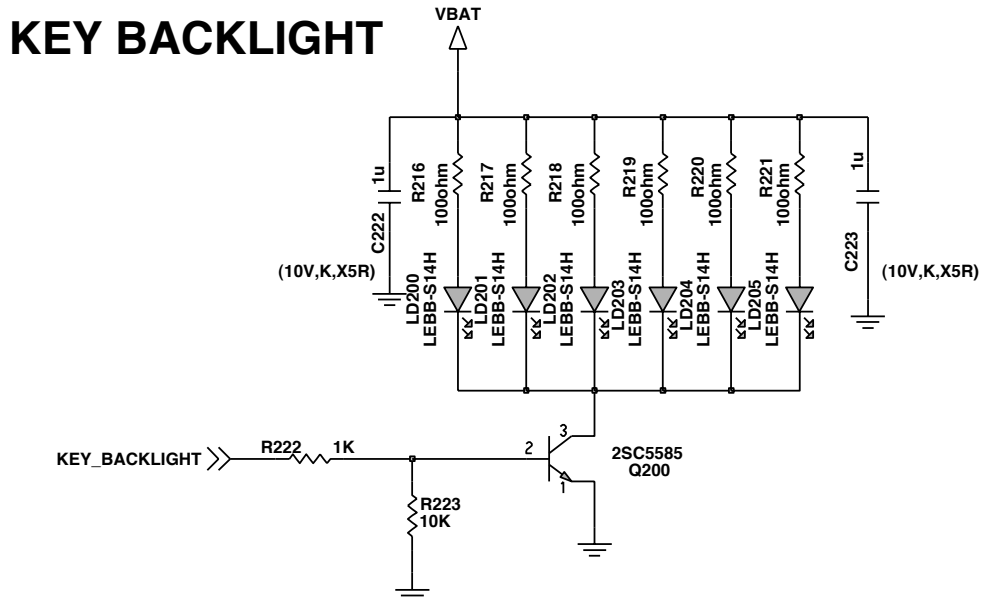 KEY BACKLIGHT
VBAT
1u
C222
(10V,K,X5R)
R216
100ohm
R217
100ohm
R218
100ohm
R219
100ohm
R220
100ohm
R221
100ohm
1u
C223
(10V,K,X5R)
LD200
LEBB-S14H
LD201
LEBB-S14H
LD202
LEBB-S14H
LD203
LEBB-S14H
LD204
LEBB-S14H
LD205
LEBB-S14H
KEY_BACKLIGHT
R222 1K
2
3
1
2SC5585
Q200
R223
10K